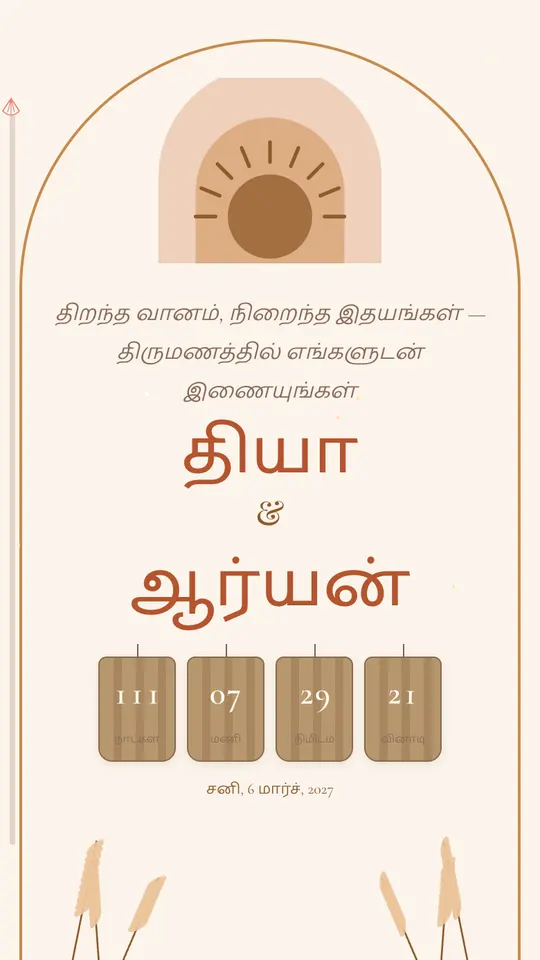 திறந்த வானம், நிறைந்த இதயங்கள் —
திருமணத்தில் எங்களுடன்
இணையுங்கள்
தியா
&
ஆர்யன்
111 07 29 21
நாட்கள் மணி நிமிடம் வினாடி
சனி, 6 மார்ச், 2027